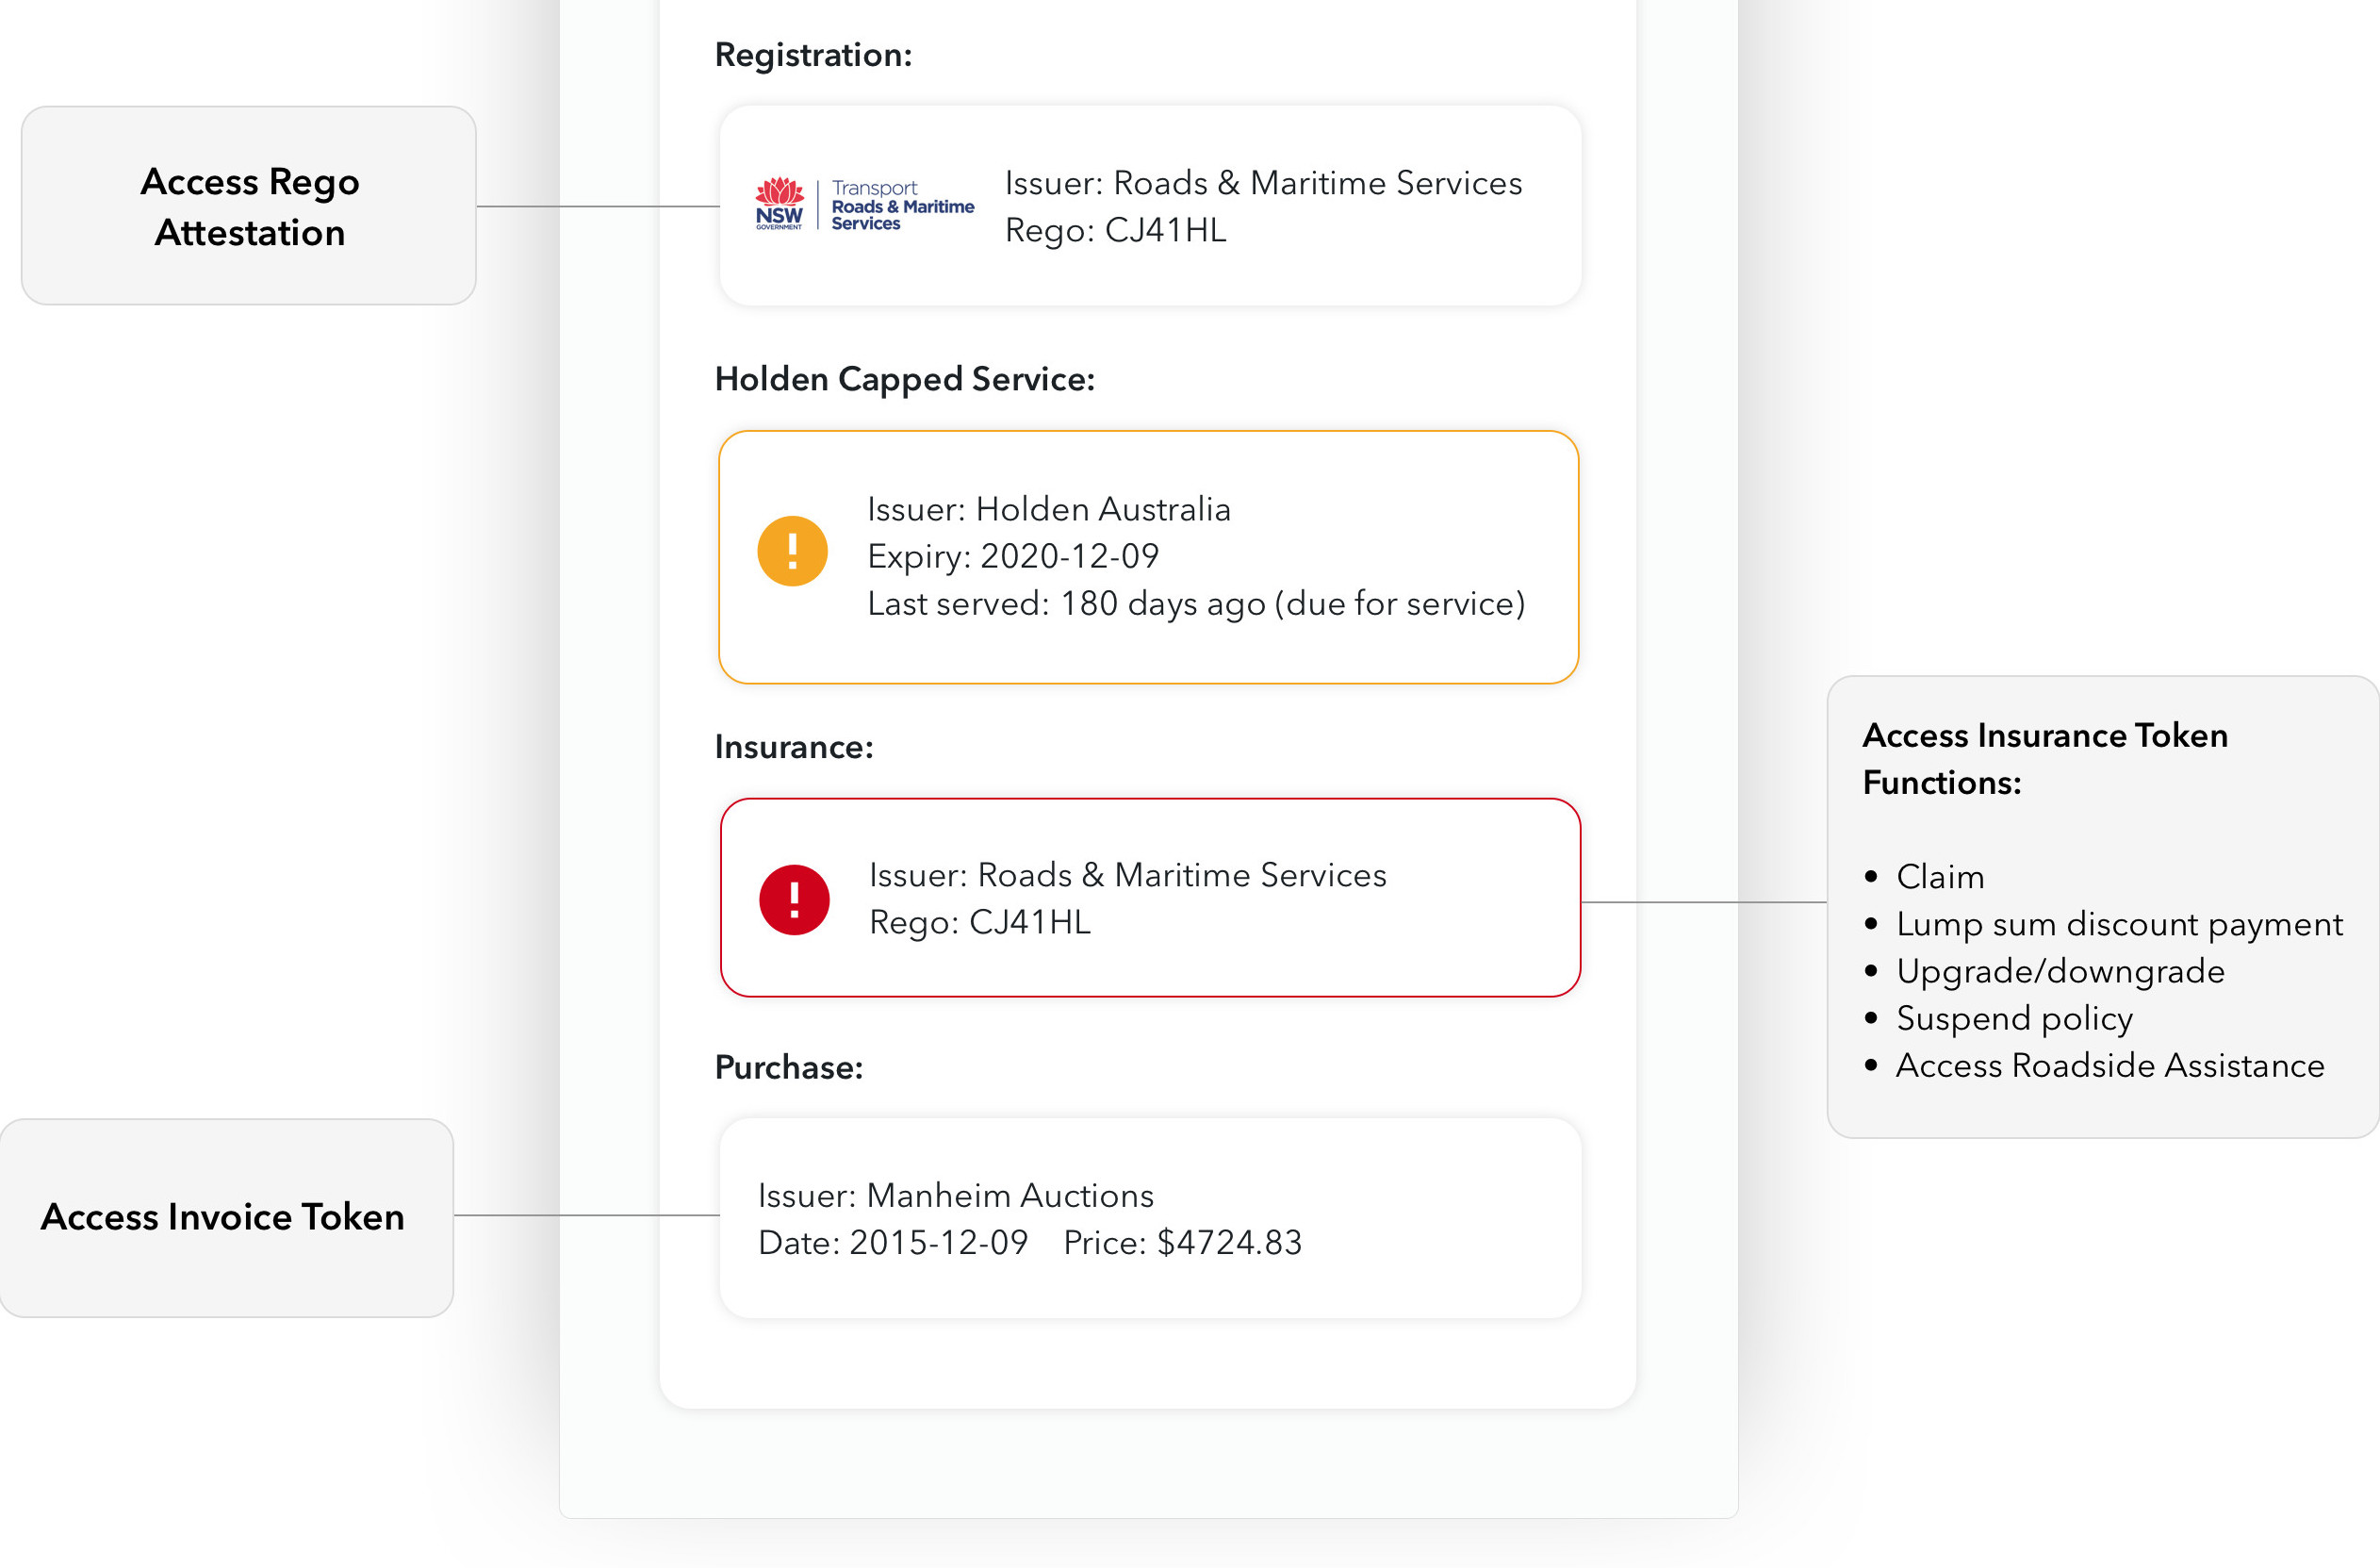 Registration:
Access Rego
Attestation
NSW
GOVERNMENT
Transport
Roads & Maritime
Services
Issuer: Roads & Maritime Services
Rego: CJ41HL
Holden Capped Service:
Issuer: Holden Australia
Expiry: 2020-12-09
Last served: 180 days ago (due for service)
Insurance:
Issuer: Roads & Maritime Services
Rego: CJ41HL
Access Insurance Token
Functions:
• Claim
• Lump sum discount payment
• Upgrade/downgrade
• Suspend policy
• Access Roadside Assistance
Purchase:
Access Invoice Token
Issuer: Manheim Auctions
Date: 2015-12-09 Price: $4724.83